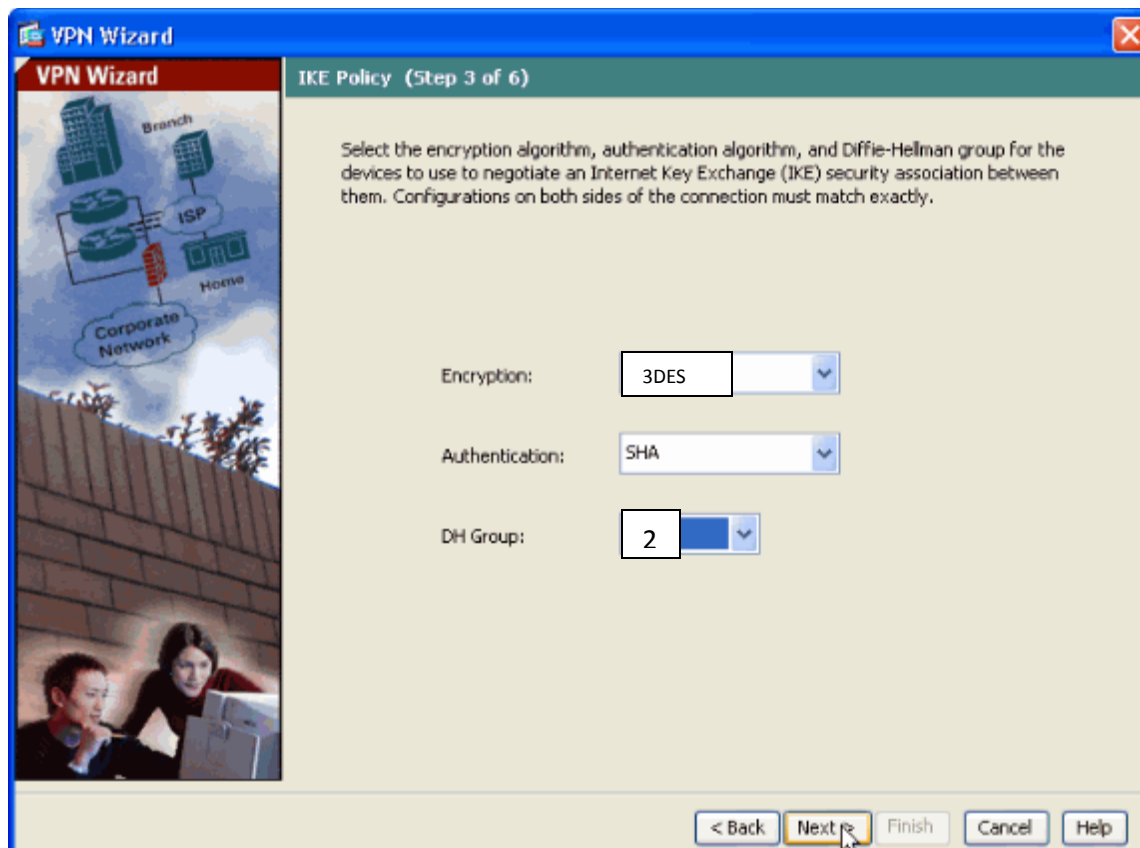 VPN Wizard
VPN Wizard
IKE Policy (Step 3 of 6)
Branch
ISP
Home
Corporate
Network
Select the encryption algorithm, authentication algorithm, and Diffie-Hellman group for the
devices to use to negotiate an Internet Key Exchange (IKE) security association between
them. Configurations on both sides of the connection must match exactly.
Encryption: 3DES
Authentication: SHA
DH Group: 2
< Back Next > Finish Cancel Help